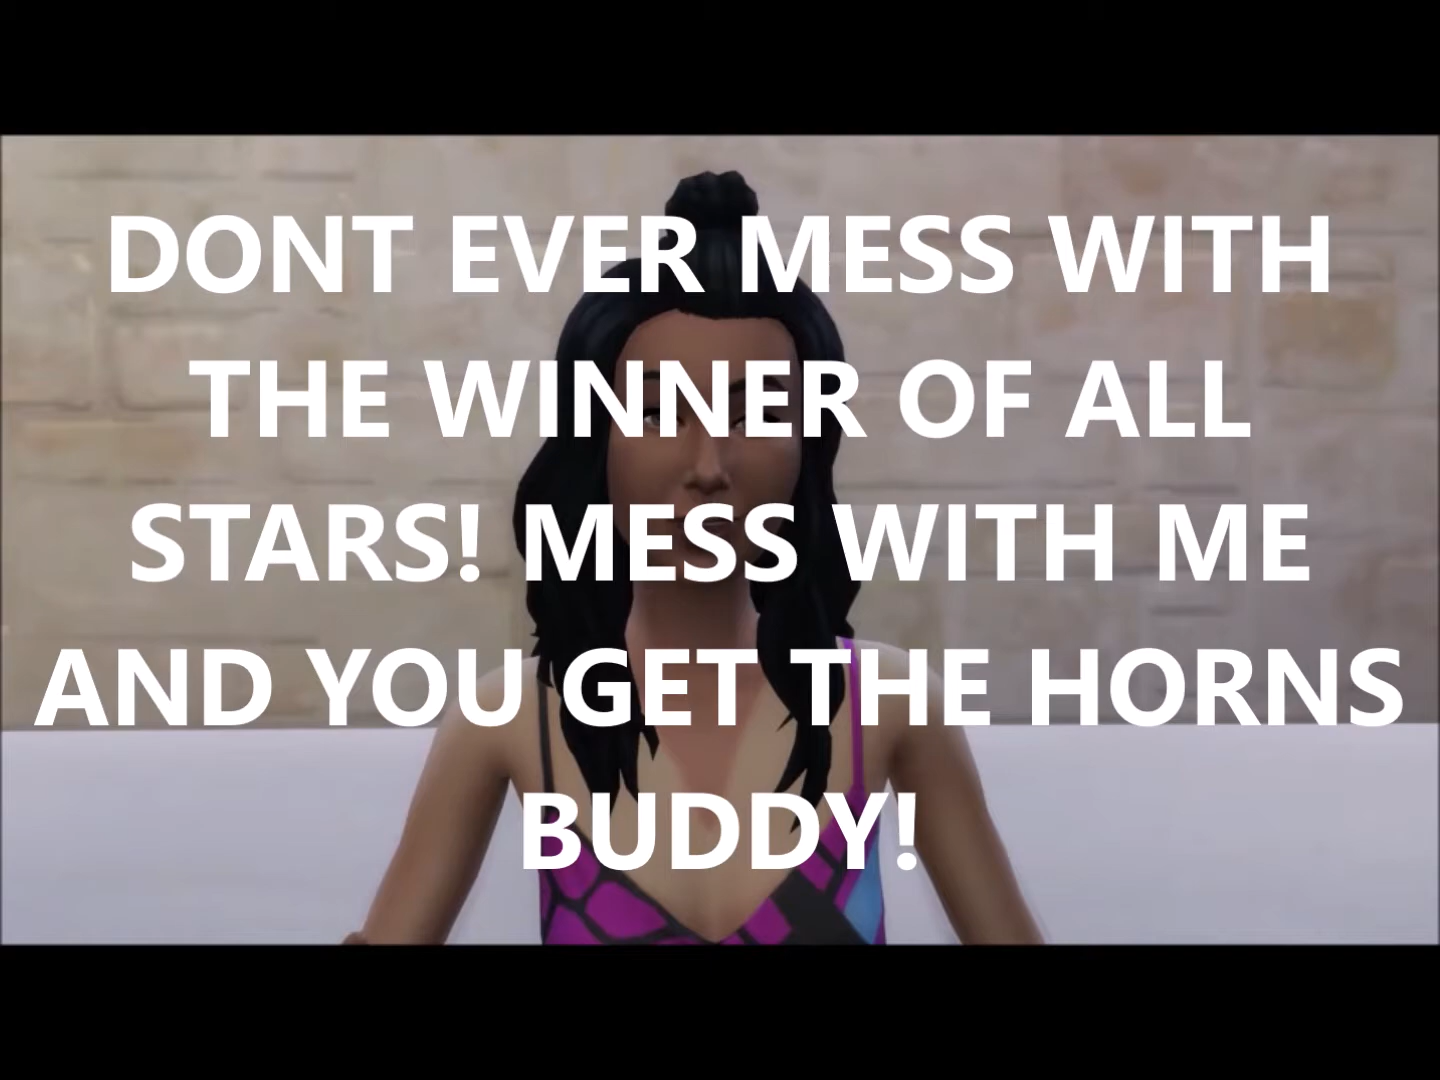 DONT EVER MESS WITH
THE WINNER OF ALL
STARS! MESS WITH ME
AND YOU GET THE HORNS
BUDDY!